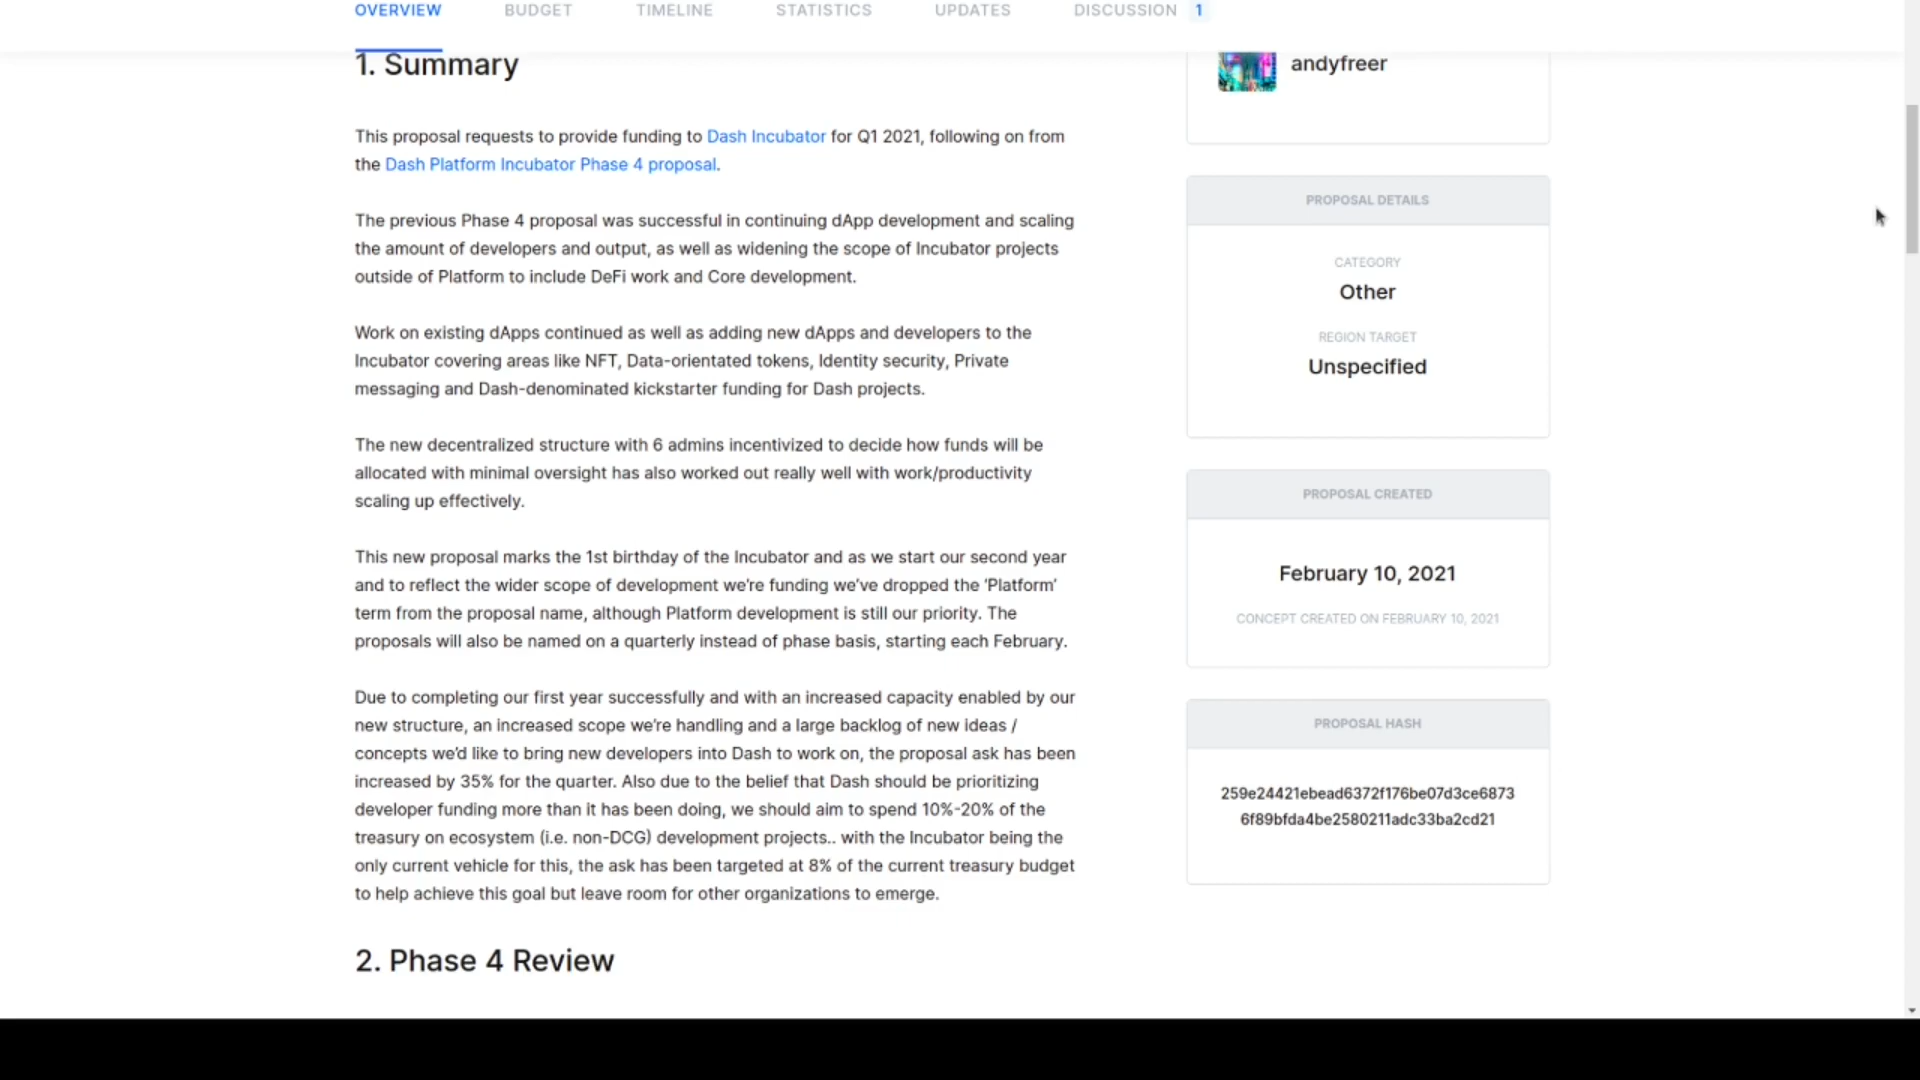 OVERVIEW BUDGET TIMELINE STATISTICS UPDATES DISCUSSION 1
1. Summary
This proposal requests to provide funding to Dash Incubator for Q1 2021, following on from
the Dash Platform Incubator Phase 4 proposal.
The previous Phase 4 proposal was successful in continuing dApp development and scaling
the amount of developers and output, as well as widening the scope of Incubator projects
outside of Platform to include DeFi work and Core development.
Work on existing dApps continued as well as adding new dApps and developers to the
Incubator covering areas like NFT, Data-orientated tokens, Identity security, Private
messaging and Dash-denominated kickstarter funding for Dash projects.
The new decentralized structure with 6 admins incentivized to decide how funds will be
allocated with minimal oversight has also worked out really well with work/productivity
scaling up effectively.
This new proposal marks the 1st birthday of the Incubator and as we start our second year
and to reflect the wider scope of development we're funding we've dropped the 'Platform'
term from the proposal name, although Platform development is still our priority. The
proposals will also be named on a quarterly instead of phase basis, starting each February.
Due to completing our first year successfully and with an increased capacity enabled by our
new structure, an increased scope we're handling and a large backlog of new ideas /
concepts we'd like to bring new developers into Dash to work on, the proposal ask has been
increased by 35% for the quarter. Also due to the belief that Dash should be prioritizing
developer funding more than it has been doing, we should aim to spend 10%-20% of the
treasury on ecosystem (i.e. non-DCG) development projects.. with the Incubator being the
only current vehicle for this, the ask has been targeted at 8% of the current treasury budget
to help achieve this goal but leave room for other organizations to emerge.
2. Phase 4 Review
andyfreer
PROPOSAL DETAILS
CATEGORY
Other
REGION TARGET
Unspecified
PROPOSAL CREATED
February 10, 2021
CONCEPT CREATED ON FEBRUARY 10, 2021
PROPOSAL HASH
259e24421ebead6372f176be07d3ce6873
6f89bfda4be2580211adc33ba2cd21